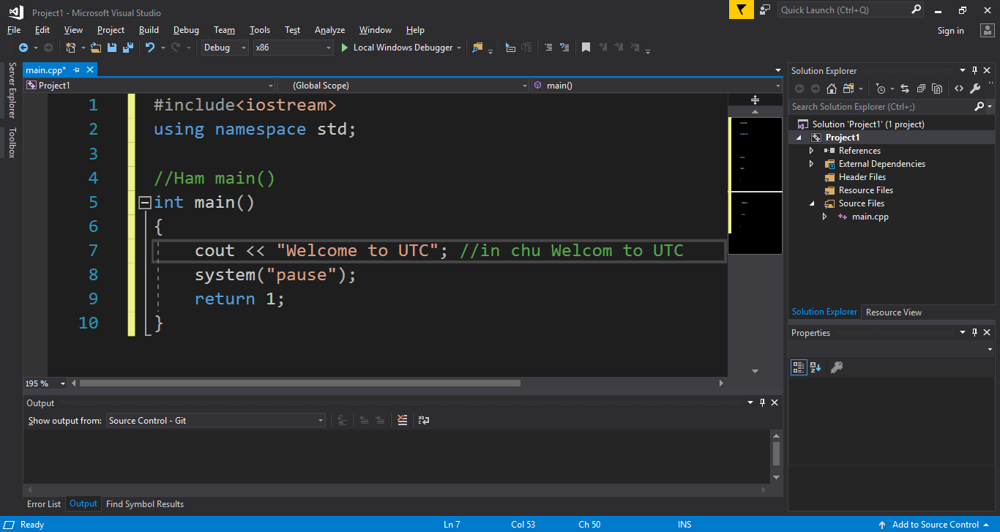 Project1 - Microsoft Visual Studio
Quick Launch (Ctrl+Q)
File Edit View Project Build Debug Team Tools Test Analyze Window Help
Sign in
Debug x86 Local Windows Debugger
Server Explorer
Toolbox
main.cpp*
Project1 (Global Scope) main()
1 #include<iostream>
2 using namespace std;
3
4 //Ham main()
5 int main()
6 {
7 cout << "Welcome to UTC"; //in chu Welcom to UTC
8 system("pause");
9 return 1;
10 }
195 %
Output
Show output from: Source Control - Git
Error List Output Find Symbol Results
Solution Explorer
Search Solution Explorer (Ctrl+;)
Solution 'Project1' (1 project)
Project1
References
External Dependencies
Header Files
Resource Files
Source Files
main.cpp
Solution Explorer Resource View
Properties
Ready Ln 7 Col 53 Ch 50 INS Add to Source Control